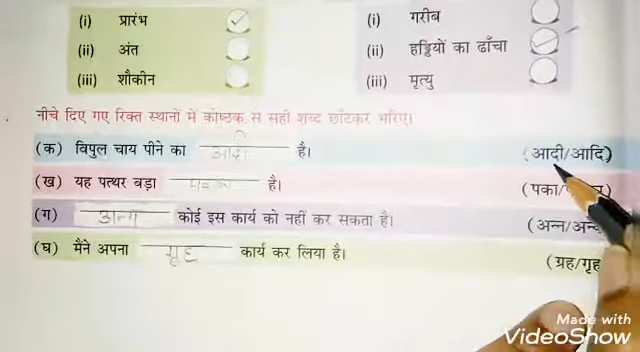 (i) प्रारंभ (i) गरीब
(ii) अंत (ii) हड्डियों का ढाँचा
(iii) शौकीन (iii) मृत्यु
नीचे दिए गए रिक्त स्थानों में कोष्ठक से सही शब्द छाँटकर भरिए।
(क) विपुल चाय पीने का आदी है। (आदी/आदि)
(ख) यह पत्थर बड़ा है। (पका/
(ग) अन्य कोई इस कार्य को नहीं कर सकता है। (अन्न/अन्य
(घ) मैंने अपना गृह कार्य कर लिया है। (ग्रह/गृह
Made with
VideoShow